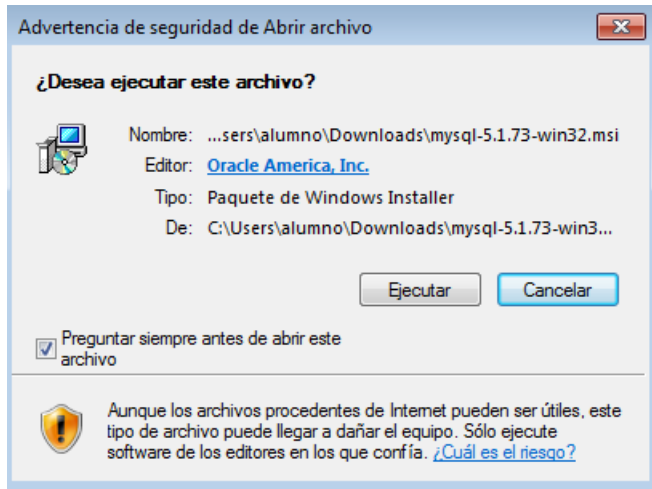 Advertencia de seguridad de Abrir archivo
¿Desea ejecutar este archivo?
Nombre: ...sers\alumno\Downloads\mysql-5.1.73-win32.msi
Editor: Oracle America, Inc.
Tipo: Paquete de Windows Installer
De: C:\Users\alumno\Downloads\mysql-5.1.73-win3...
Ejecutar Cancelar
Preguntar siempre antes de abrir este
archivo
Aunque los archivos procedentes de Internet pueden ser útiles, este
tipo de archivo puede llegar a dañar el equipo. Sólo ejecute
software de los editores en los que confía. ¿Cuál es el riesgo?